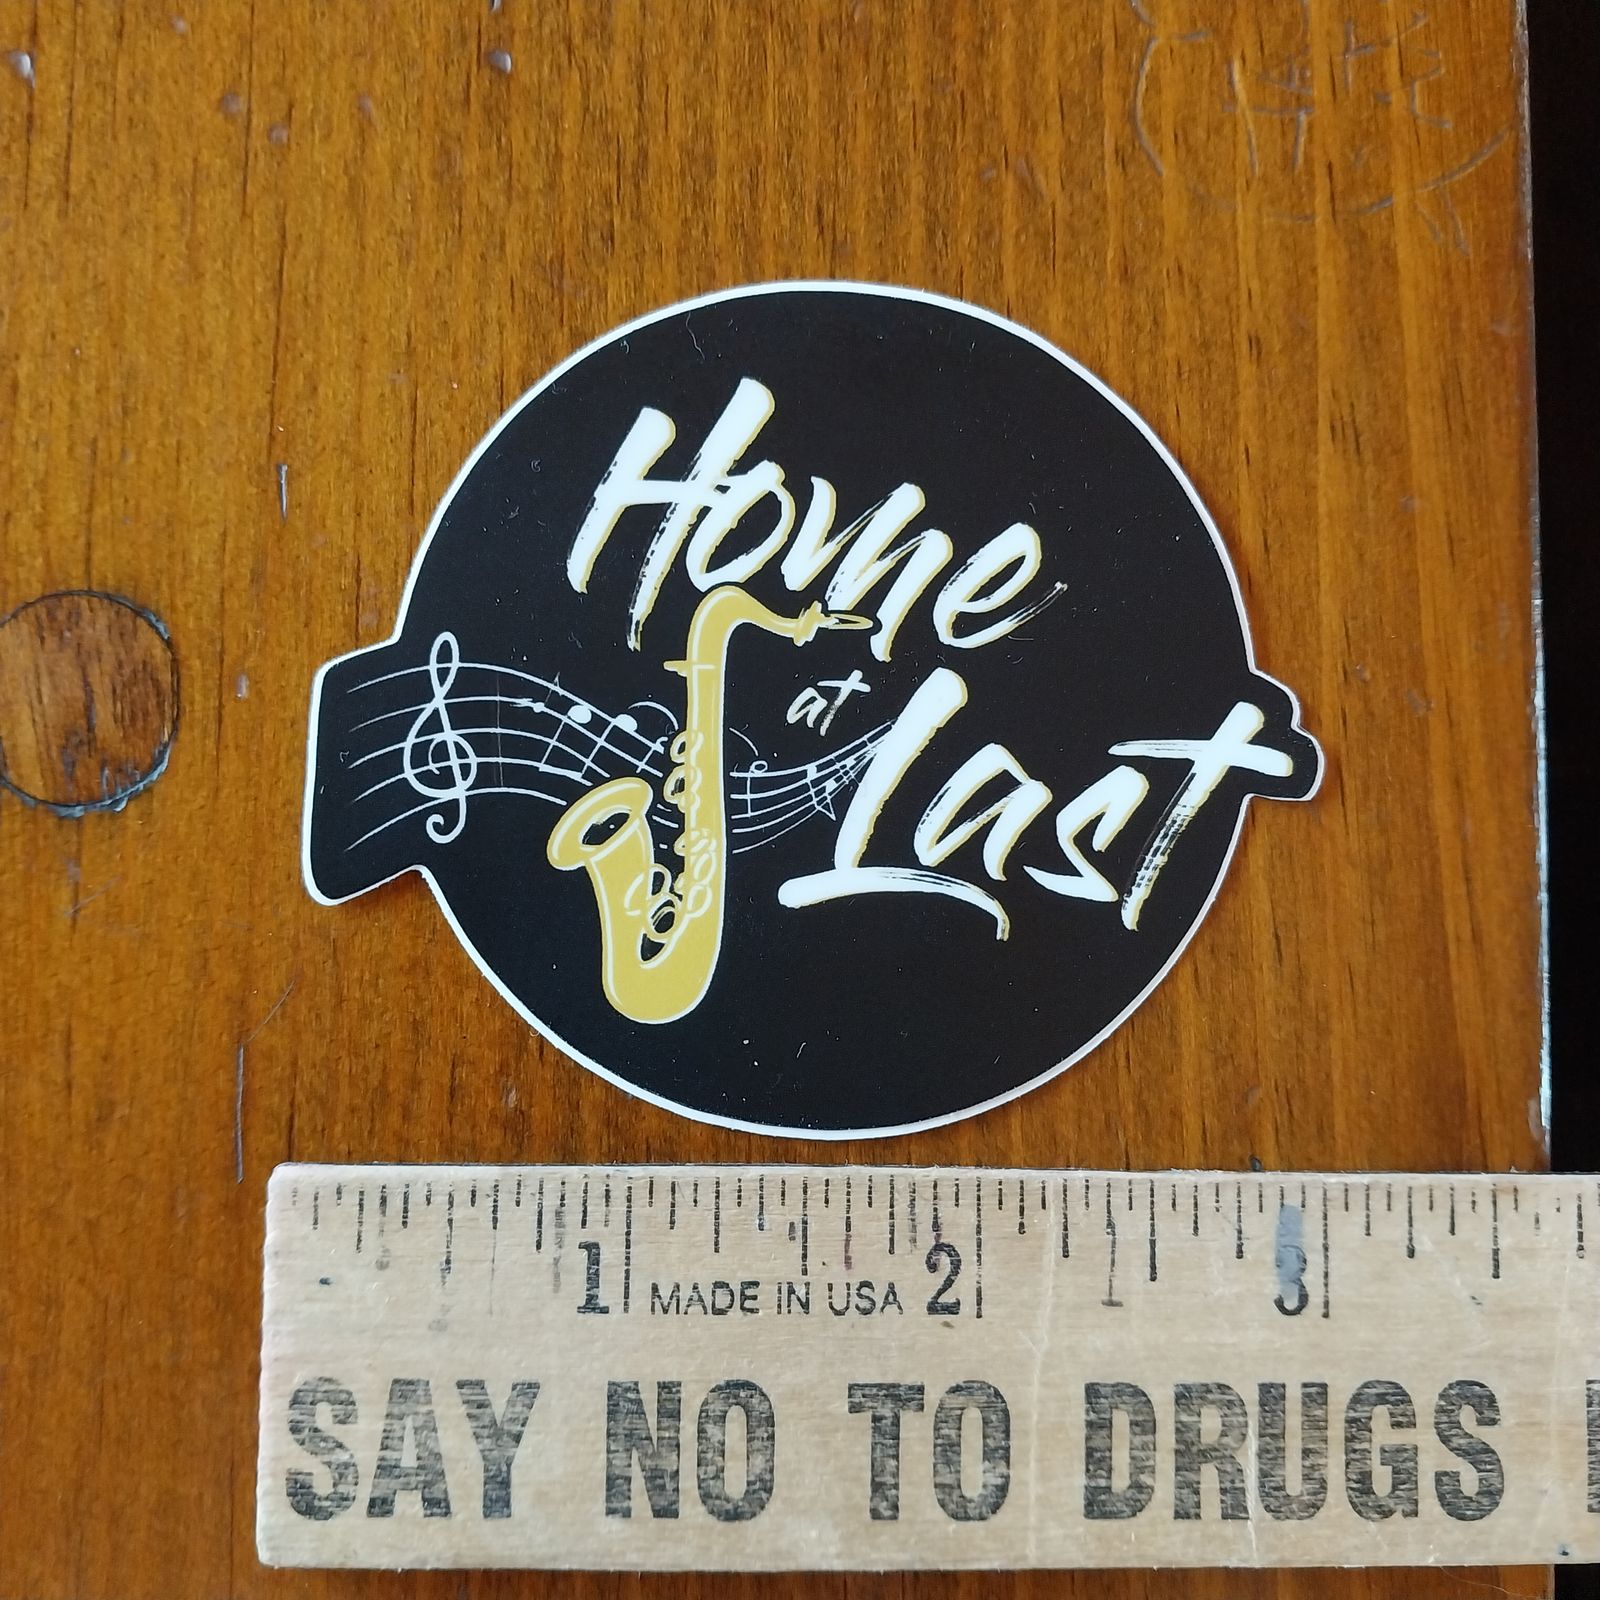 Home
at
Last
1 2 3
MADE IN USA
SAY NO TO DRUGS